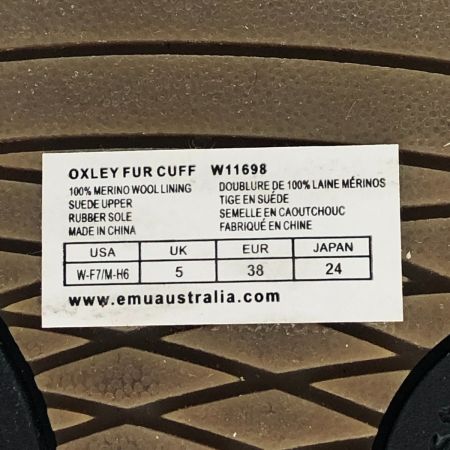 OXLEY FUR CUFF W11698
100% MERINO WOOL LINING
SUEDE UPPER
RUBBER SOLE
MADE IN CHINA
DOUBLURE DE 100% LAINE MÉRINOS
TIGE EN SUÉDE
SEMELLE EN CAOUTCHOUC
FABRIQUÉ EN CHINE
USA UK EUR JAPAN
W-F7/M-H6 5 38 24
www.emuaustralia.com